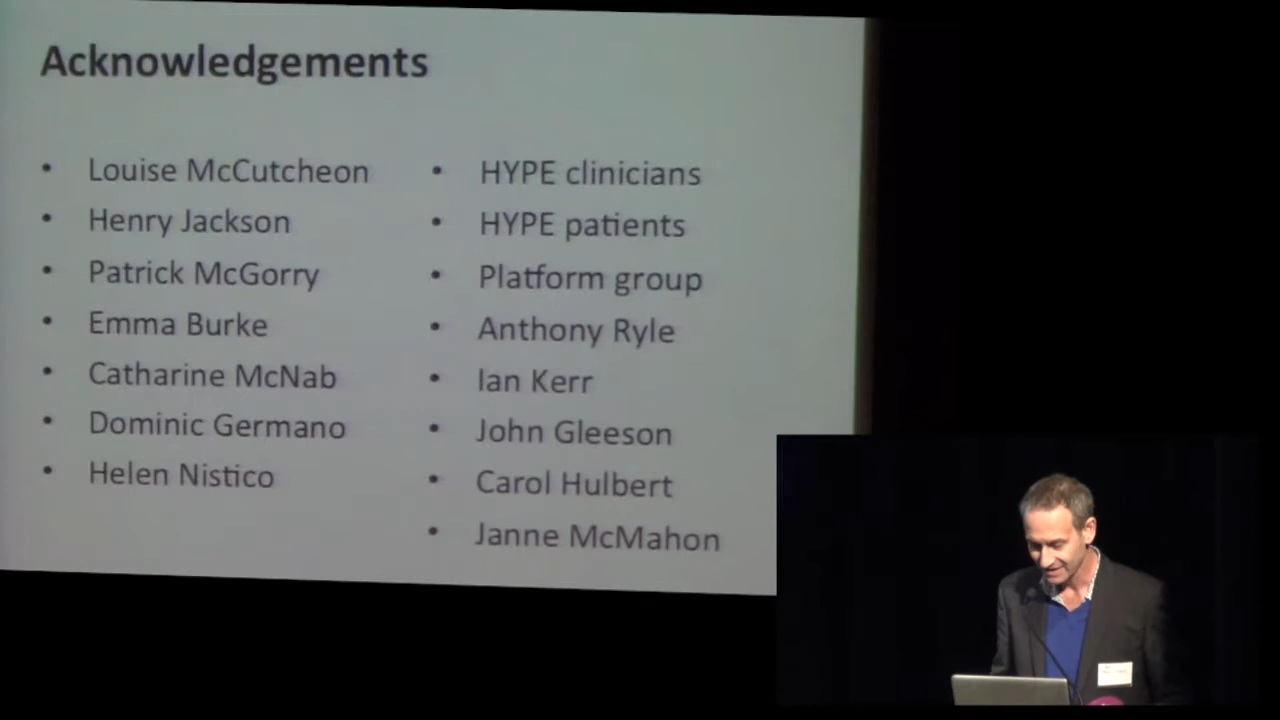 Acknowledgements
• Louise McCutcheon
• Henry Jackson
• Patrick McGorry
• Emma Burke
• Catharine McNab
• Dominic Germano
• Helen Nistico
• HYPE clinicians
• HYPE patients
• Platform group
• Anthony Ryle
• Ian Kerr
• John Gleeson
• Carol Hulbert
• Janne McMahon